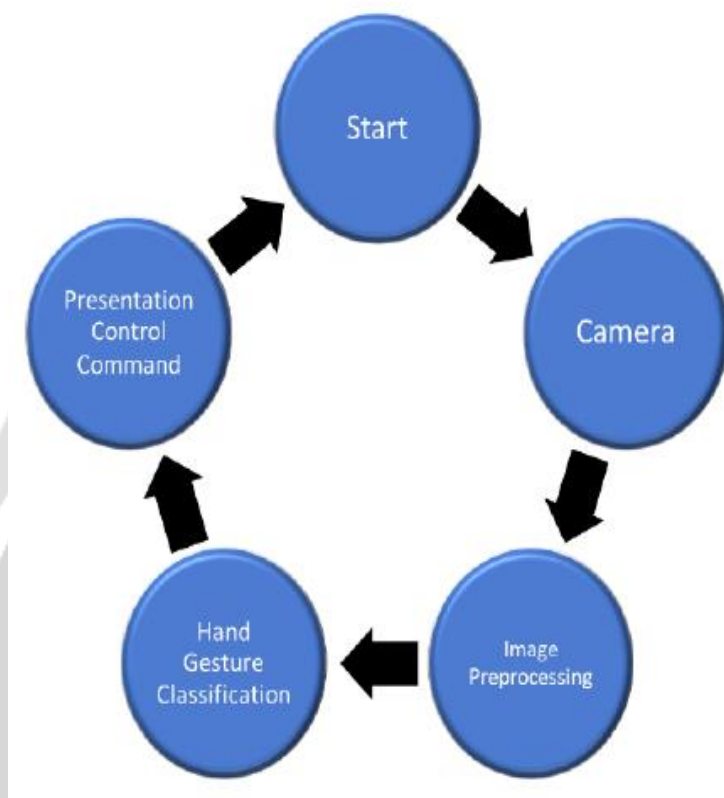 Start
Camera
Image
Preprocessing
Hand
Gesture
Classification
Presentation
Control
Command